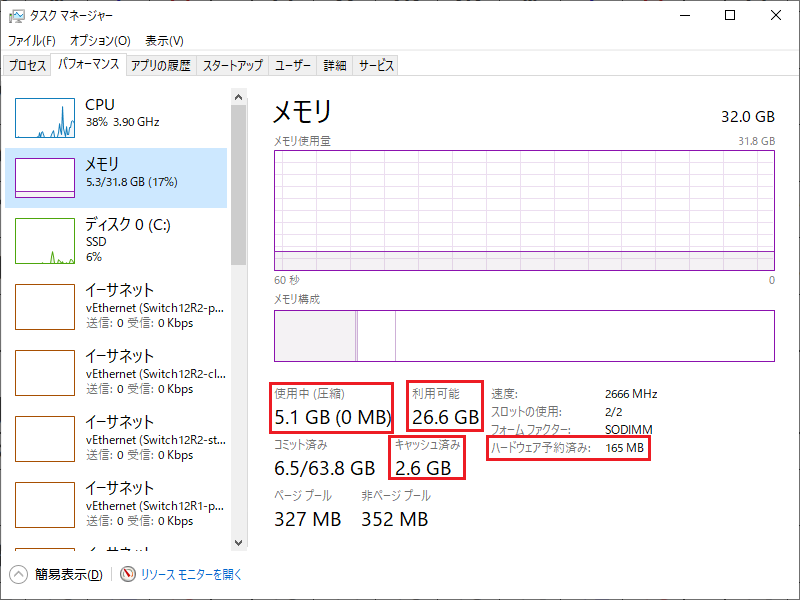 タスク マネージャー
ファイル(F) オプション(O) 表示(V)
プロセス パフォーマンス アプリの履歴 スタートアップ ユーザー 詳細 サービス
CPU
38% 3.90 GHz
メモリ
5.3/31.8 GB (17%)
ディスク 0 (C:)
SSD
6%
イーサネット
vEthernet (Switch12R2-p...
送信: 0 受信: 0 Kbps
イーサネット
vEthernet (Switch12R2-cl...
送信: 0 受信: 0 Kbps
イーサネット
vEthernet (Switch12R2-st...
送信: 0 受信: 0 Kbps
イーサネット
vEthernet (Switch12R1-p...
送信: 0 受信: 0 Kbps
メモリ 32.0 GB
メモリ使用量 31.8 GB
60 秒 0
メモリ構成
使用中 (圧縮) 利用可能
5.1 GB (0 MB) 26.6 GB
コミット済み キャッシュ済み
6.5/63.8 GB 2.6 GB
ページ プール 非ページ プール
327 MB 352 MB
速度: 2666 MHz
スロットの使用: 2/2
フォーム ファクター: SODIMM
ハードウェア予約済み: 165 MB
簡易表示(D) リソース モニターを開く